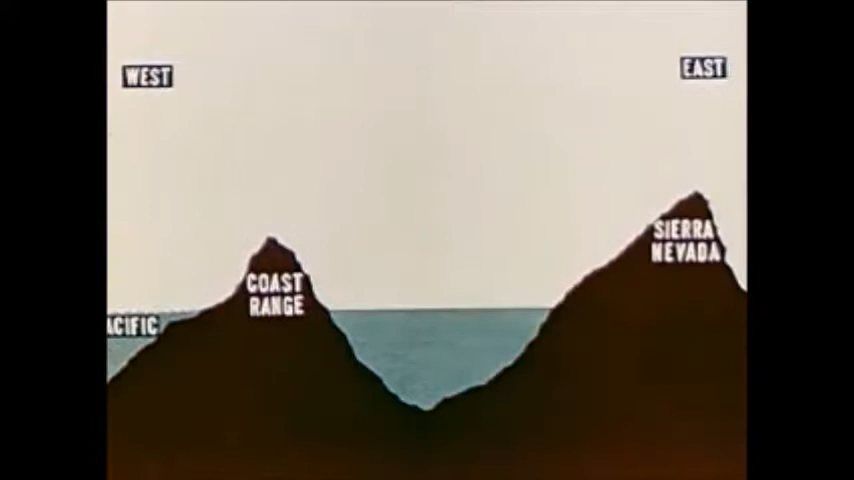 WEST
EAST
SIERRA
NEVADA
COAST
RANGE
ACIFIC